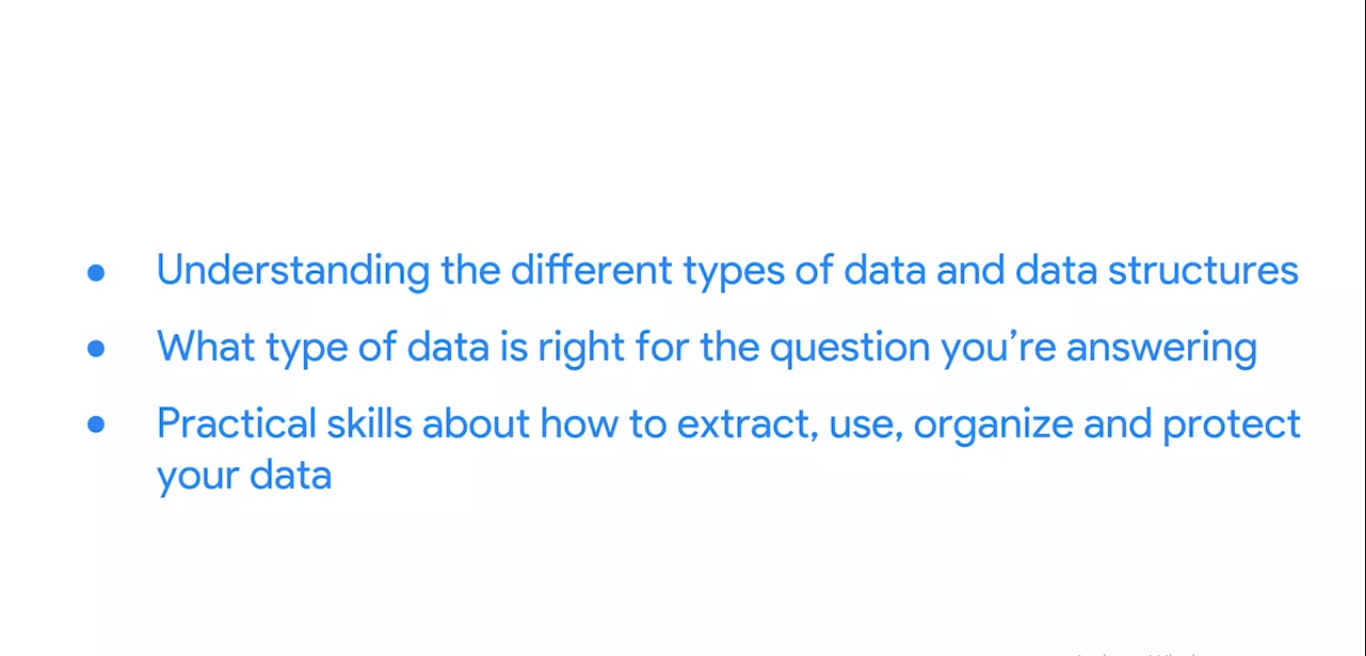 ● Understanding the different types of data and data structures
● What type of data is right for the question you’re answering
● Practical skills about how to extract, use, organize and protect
your data